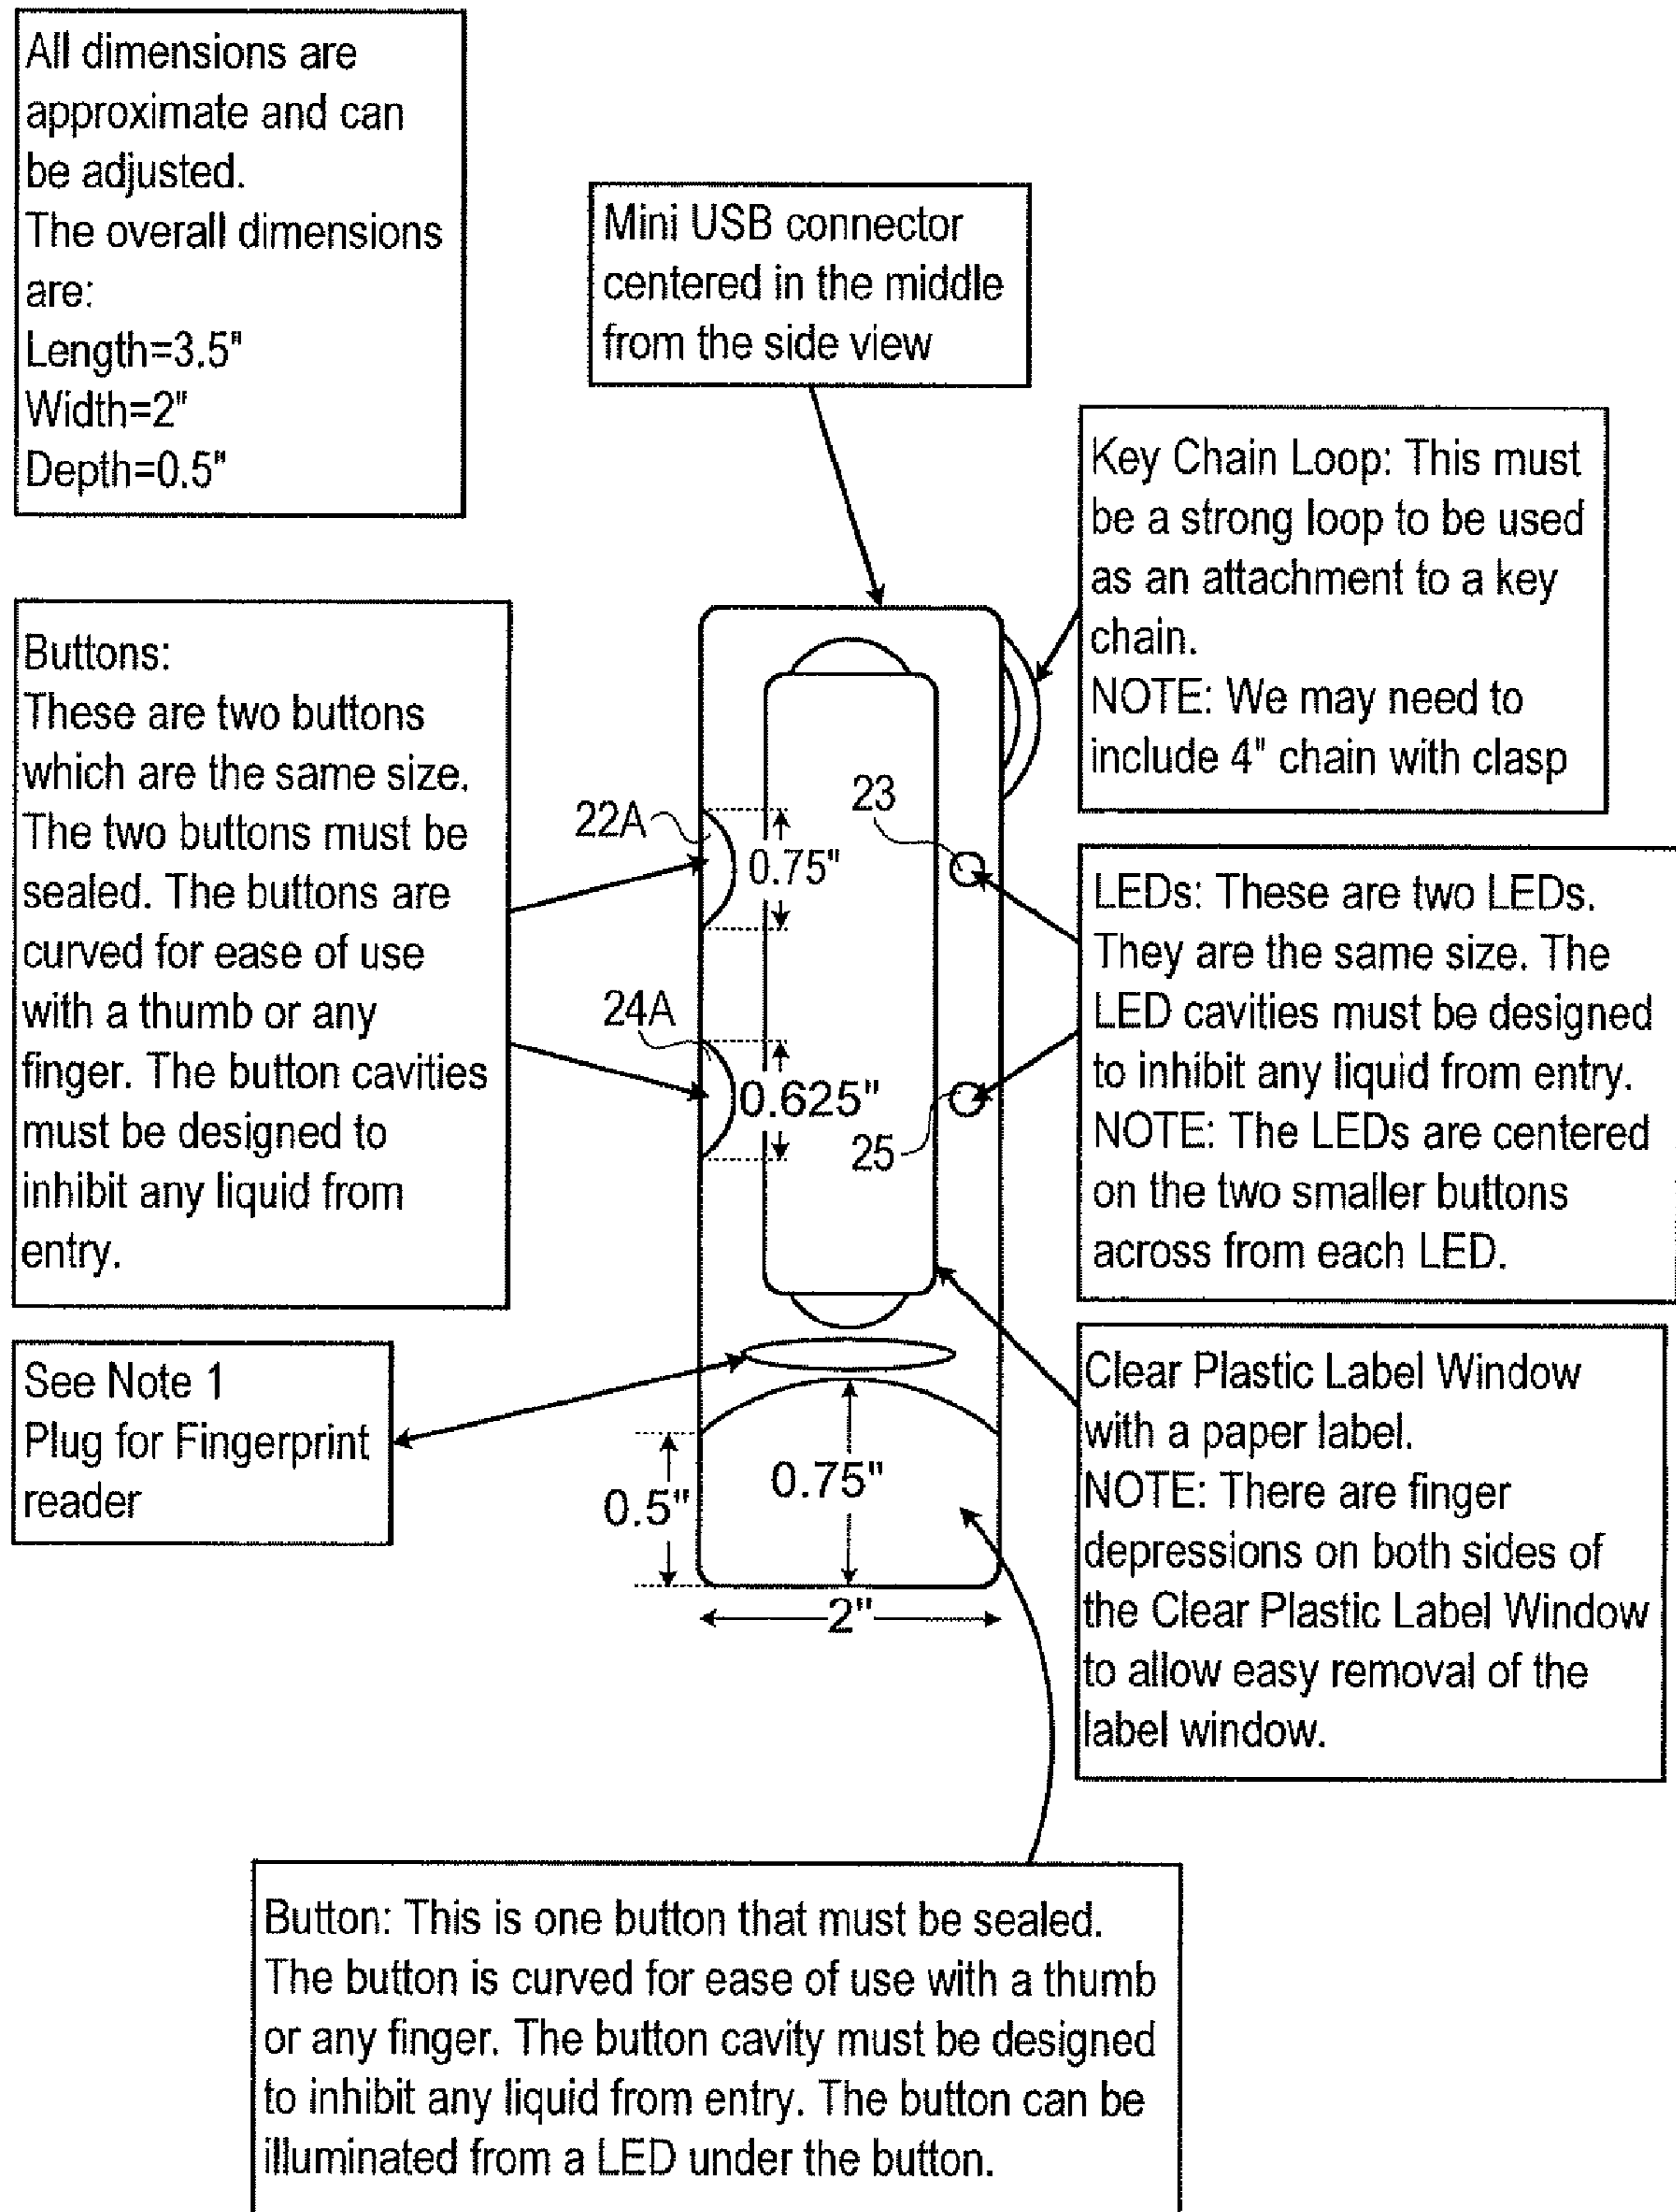 All dimensions are
approximate and can
be adjusted.
The overall dimensions
are:
Length=3.5"
Width=2"
Depth=0.5"
Mini USB connector
centered in the middle
from the side view
Key Chain Loop: This must
be a strong loop to be used
as an attachment to a key
chain.
NOTE: We may need to
include 4" chain with clasp
Buttons:
These are two buttons
which are the same size.
The two buttons must be
sealed. The buttons are
curved for ease of use
with a thumb or any
finger. The button cavities
must be designed to
inhibit any liquid from
entry.
22A
0.75"
23
24A
0.625"
25
LEDs: These are two LEDs.
They are the same size. The
LED cavities must be designed
to inhibit any liquid from entry.
NOTE: The LEDs are centered
on the two smaller buttons
across from each LED.
See Note 1
Plug for Fingerprint
reader
0.5"
0.75"
2"
Clear Plastic Label Window
with a paper label.
NOTE: There are finger
depressions on both sides of
the Clear Plastic Label Window
to allow easy removal of the
label window.
Button: This is one button that must be sealed.
The button is curved for ease of use with a thumb
or any finger. The button cavity must be designed
to inhibit any liquid from entry. The button can be
illuminated from a LED under the button.